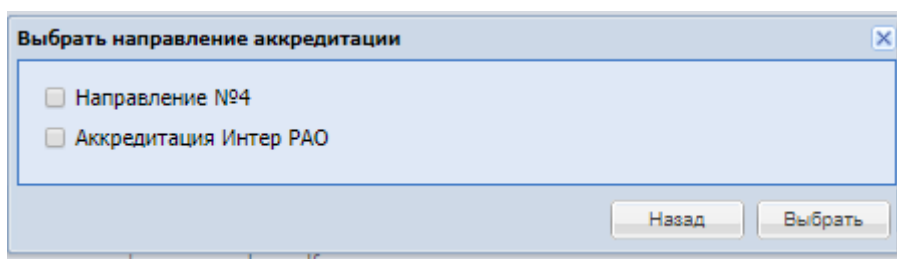 Выбрать направление аккредитации
Направление №4
Аккредитация Интер РАО
Назад Выбрать